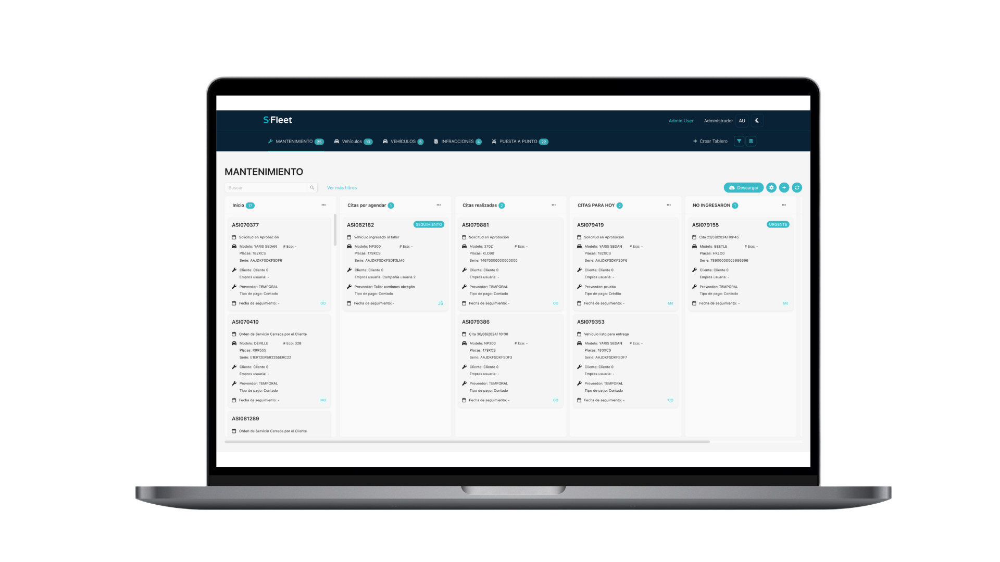 S·Fleet
Admin User Administrador AU
MANTENIMIENTO 25 Vehículos 13 VEHÍCULOS 5 INFRACCIONES 4 PUESTA A PUNTO 22 + Crear Tablero
MANTENIMIENTO
Buscar Ver más filtros Descargar
Inicio 17 ...
ASI070377
Solicitud en Aprobación
Modelo: YARIS SEDAN # Eco: -
Placas: 182XCS
Serie: AAJDKFSDKFSDF6
Cliente: Cliente 0
Empres usuaria: -
Proveedor: TEMPORAL
Tipo de pago: Contado
Fecha de seguimiento: - OO
ASI070410
Orden de Servicio Cerrada por el Cliente
Modelo: DEVILLE # Eco: 328
Placas: RRR555
Serie: E1ER12ER6R2255ERC22
Cliente: Cliente 0
Empres usuaria: -
Proveedor: TEMPORAL
Tipo de pago: Contado
Fecha de seguimiento: - Md
ASI081289
Orden de Servicio Cerrada por el Cliente
Citas por agendar 1 ...
ASI082182 SEGUIMIENTO
Vehículo ingresado al taller
Modelo: NP300 # Eco: -
Placas: 179XCS
Serie: AAJDKFSDKFSDF3LM0
Cliente: Cliente 0
Empres usuaria: Compañía usuaria 2
Proveedor: Taller camiones obregón
Tipo de pago: Contado
Fecha de seguimiento: - JS
Citas realizadas 2 ...
ASI079881
Solicitud en Aprobación
Modelo: 370Z # Eco: -
Placas: KLO90
Serie: 14670000000000000
Cliente: Cliente 0
Empres usuaria: -
Proveedor: TEMPORAL
Tipo de pago: Contado
Fecha de seguimiento: - OO
ASI079386
Cita 30/08/2024/ 10:30
Modelo: NP300 # Eco: -
Placas: 179XCS
Serie: AAJDKFSDKFSDF3
Cliente: Cliente 0
Empres usuaria: -
Proveedor: TEMPORAL
Tipo de pago: Contado
Fecha de seguimiento: - OO
CITAS PARA HOY 2 ...
ASI079419
Solicitud en Aprobación
Modelo: YARIS SEDAN # Eco: -
Placas: 182XCS
Serie: AAJDKFSDKFSDF6
Cliente: Cliente 0
Empres usuaria: -
Proveedor: prueba
Tipo de pago: Crédito
Fecha de seguimiento: - Md
ASI079353
Vehículo listo para entrega
Modelo: YARIS SEDAN # Eco: -
Placas: 183XCS
Serie: AAJDKFSDKFSDF7
Cliente: Cliente 0
Empres usuaria: -
Proveedor: TEMPORAL
Tipo de pago: Contado
Fecha de seguimiento: - OO
NO INGRESARON 1 ...
ASI079155 URGENTE
Cita 22/08/2024/ 09:45
Modelo: BEETLE # Eco: -
Placas: HKLO0
Serie: 78900000005986696
Cliente: Cliente 0
Empres usuaria: -
Proveedor: TEMPORAL
Tipo de pago: Contado
Fecha de seguimiento: - Md